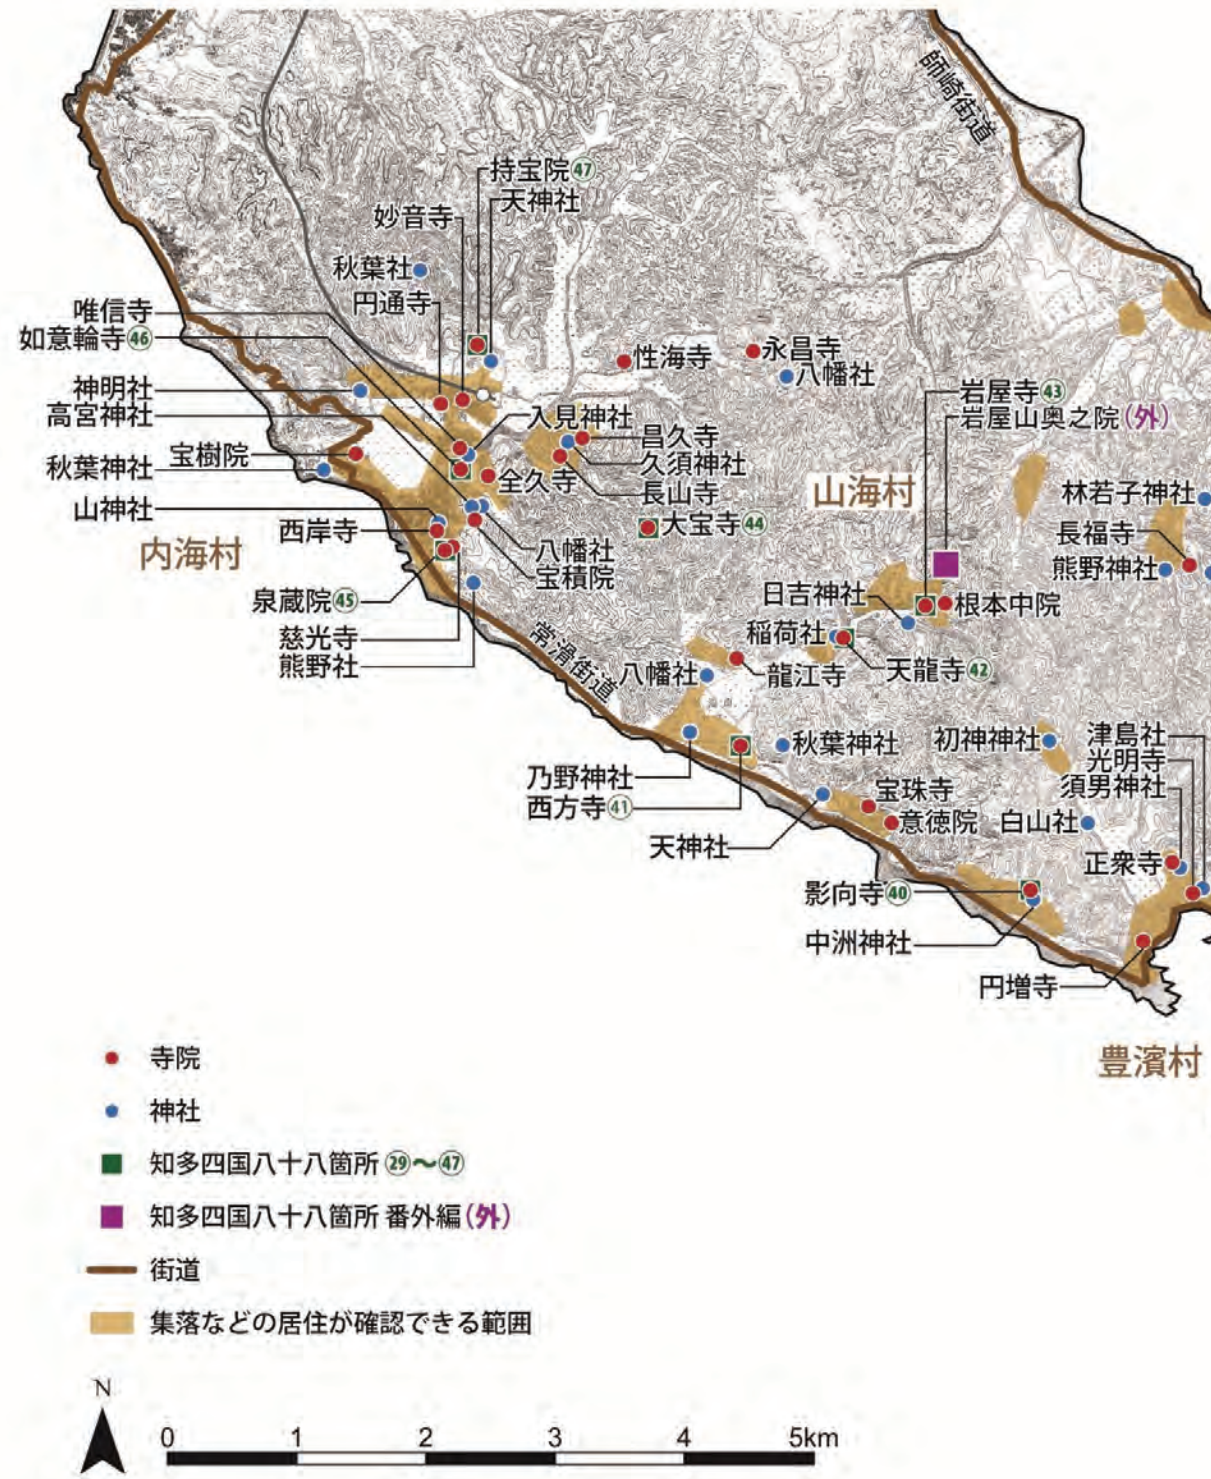 師崎街道
持宝院㊼
天神社
妙音寺
秋葉社
円通寺
唯信寺
如意輪寺㊻
神明社
高宮神社
宝樹院
秋葉神社
山神社
西岸寺
内海村
泉蔵院㊺
慈光寺
熊野社
性海寺
永昌寺
八幡社
入見神社
昌久寺
久須神社
長山寺
全久寺
大宝寺㊹
八幡社
宝積院
山海村
岩屋寺㊸
岩屋山奥之院(外)
林若子神社
長福寺
熊野神社
日吉神社
根本中院
稲荷社
天龍寺㊷
龍江寺
八幡社
常滑街道
秋葉神社
初神神社
津島社
光明寺
須男神社
乃野神社
西方寺㊶
宝珠寺
意徳院
白山社
天神社
正衆寺
影向寺㊵
中洲神社
円増寺
豊濱村
寺院
神社
知多四国八十八箇所 ㉙〜㊼
知多四国八十八箇所 番外編(外)
街道
集落などの居住が確認できる範囲
N
0 1 2 3 4 5km